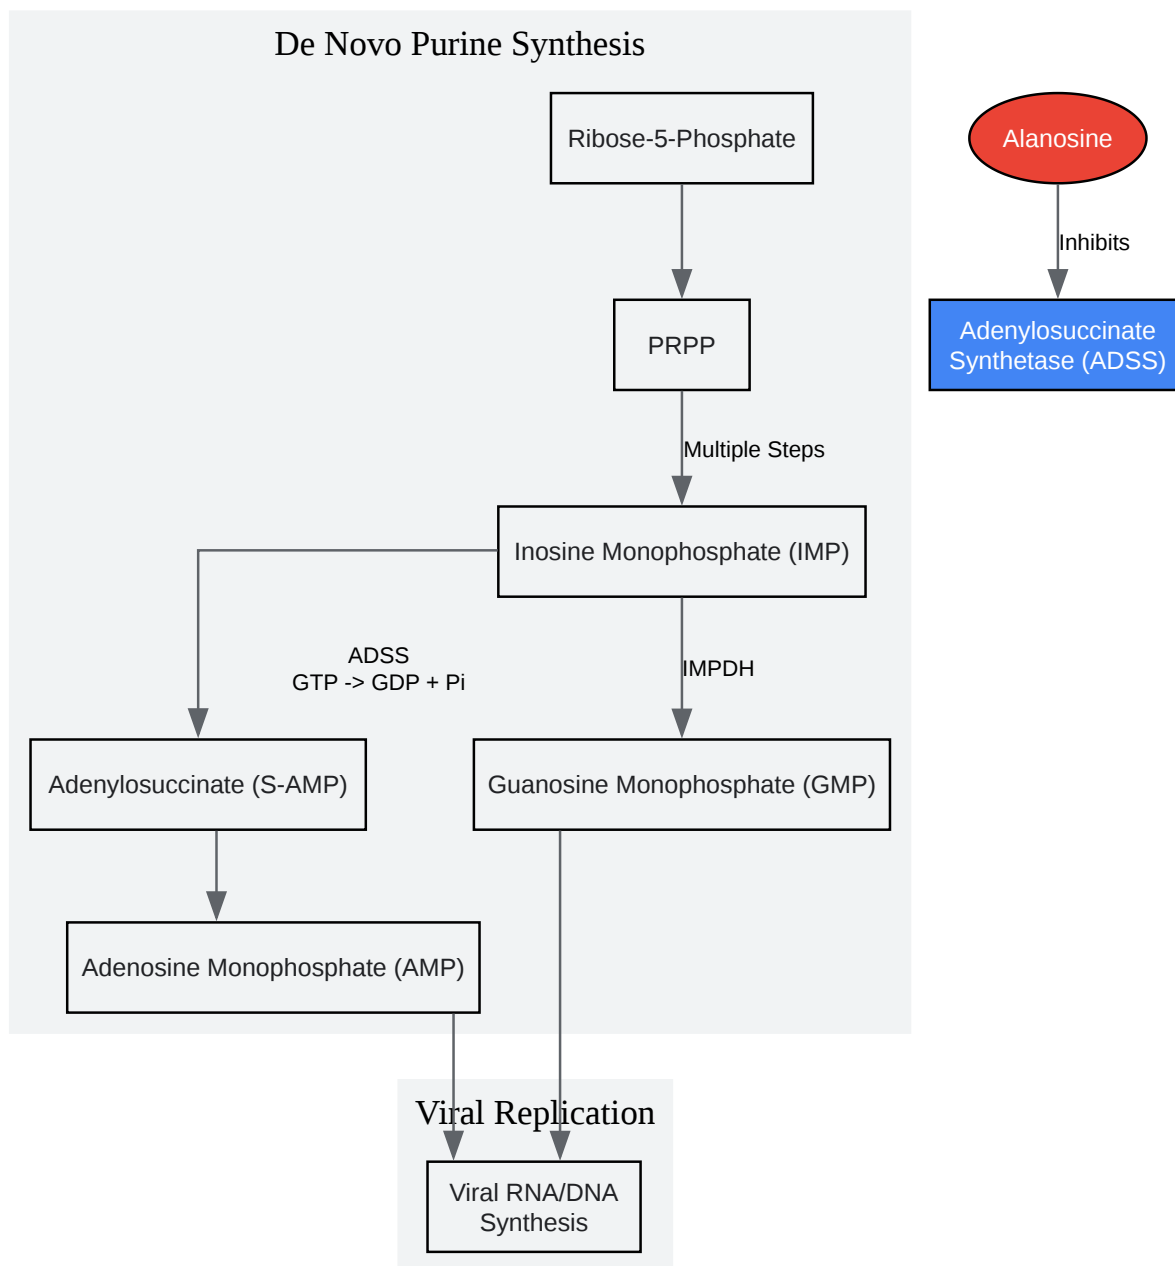 De Novo Purine Synthesis
Ribose-5-Phosphate
Alanosine
Inhibits
PRPP
Adenylosuccinate
Synthetase (ADSS)
Multiple Steps
Inosine Monophosphate (IMP)
ADSS
GTP -> GDP + Pi
IMPDH
Adenylosuccinate (S-AMP)
Guanosine Monophosphate (GMP)
Adenosine Monophosphate (AMP)
Viral Replication
Viral RNA/DNA
Synthesis